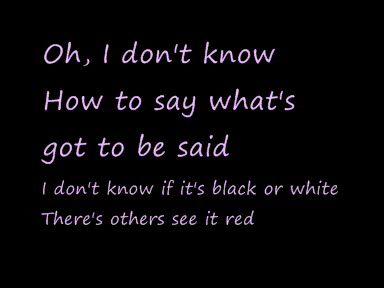 Oh, I don't know
How to say what's
got to be said
I don't know if it's black or white
There's others see it red